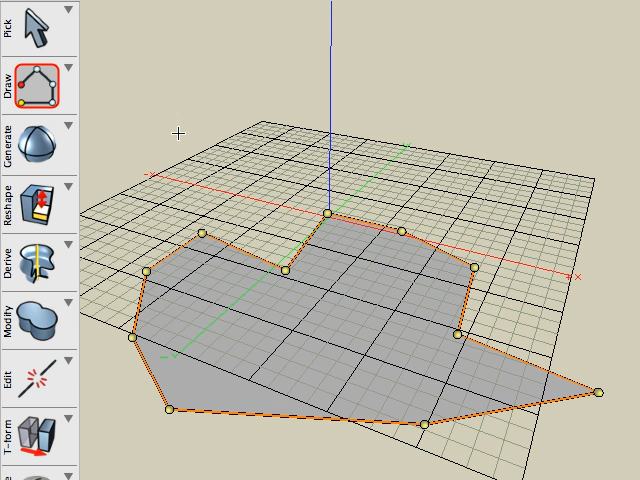 Pick
Draw
Generate
Reshape
Derive
Modify
Edit
T-form
x
x